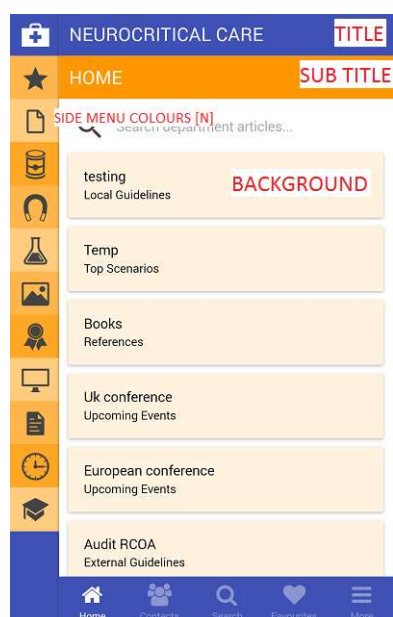 NEUROCRITICAL CARE TITLE
HOME SUB TITLE
SIDE MENU COLOURS [N]
Search department articles...
testing
Local Guidelines
BACKGROUND
Temp
Top Scenarios
Books
References
Uk conference
Upcoming Events
European conference
Upcoming Events
Audit RCOA
External Guidelines
Home Contacts Search Favourites More